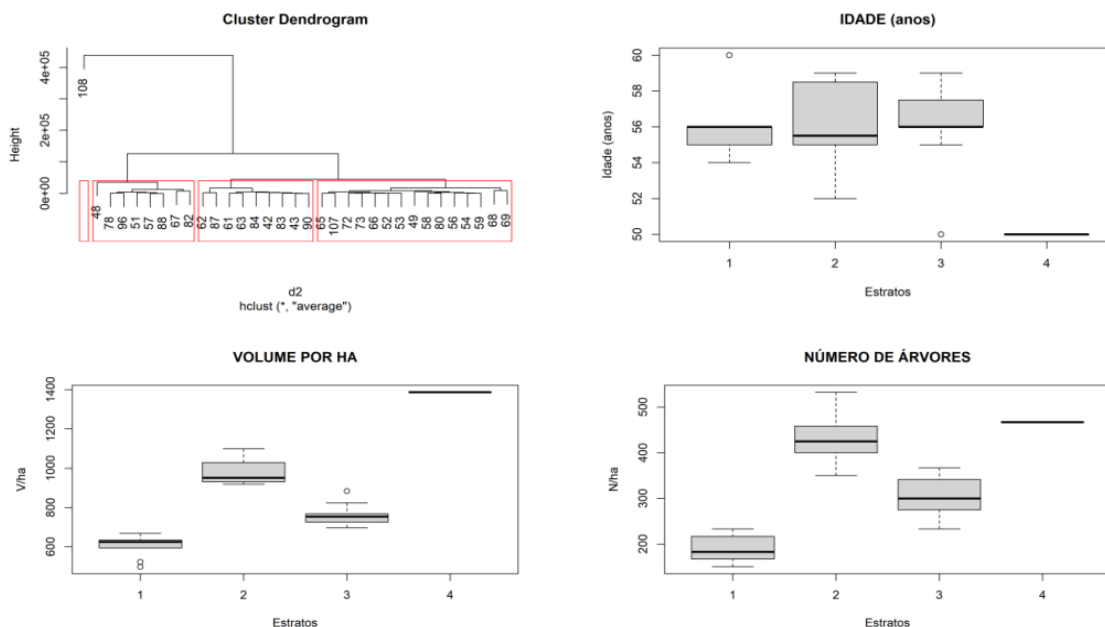 Cluster Dendrogram
Height
0e+00 2e+05 4e+05
108
48
78 96 51 57 88 67 82
62 87 61 63 84 42 83 43 90
65 107 72 73 66 52 53 49 58 80 56 54 59 68 69
d2
hclust (*, "average")
IDADE (anos)
Idade (anos)
50 52 54 56 58 60
1 2 3 4
Estratos
VOLUME POR HA
V/ha
600 800 1000 1200 1400
1 2 3 4
Estratos
NÚMERO DE ÁRVORES
N/ha
200 300 400 500
1 2 3 4
Estratos